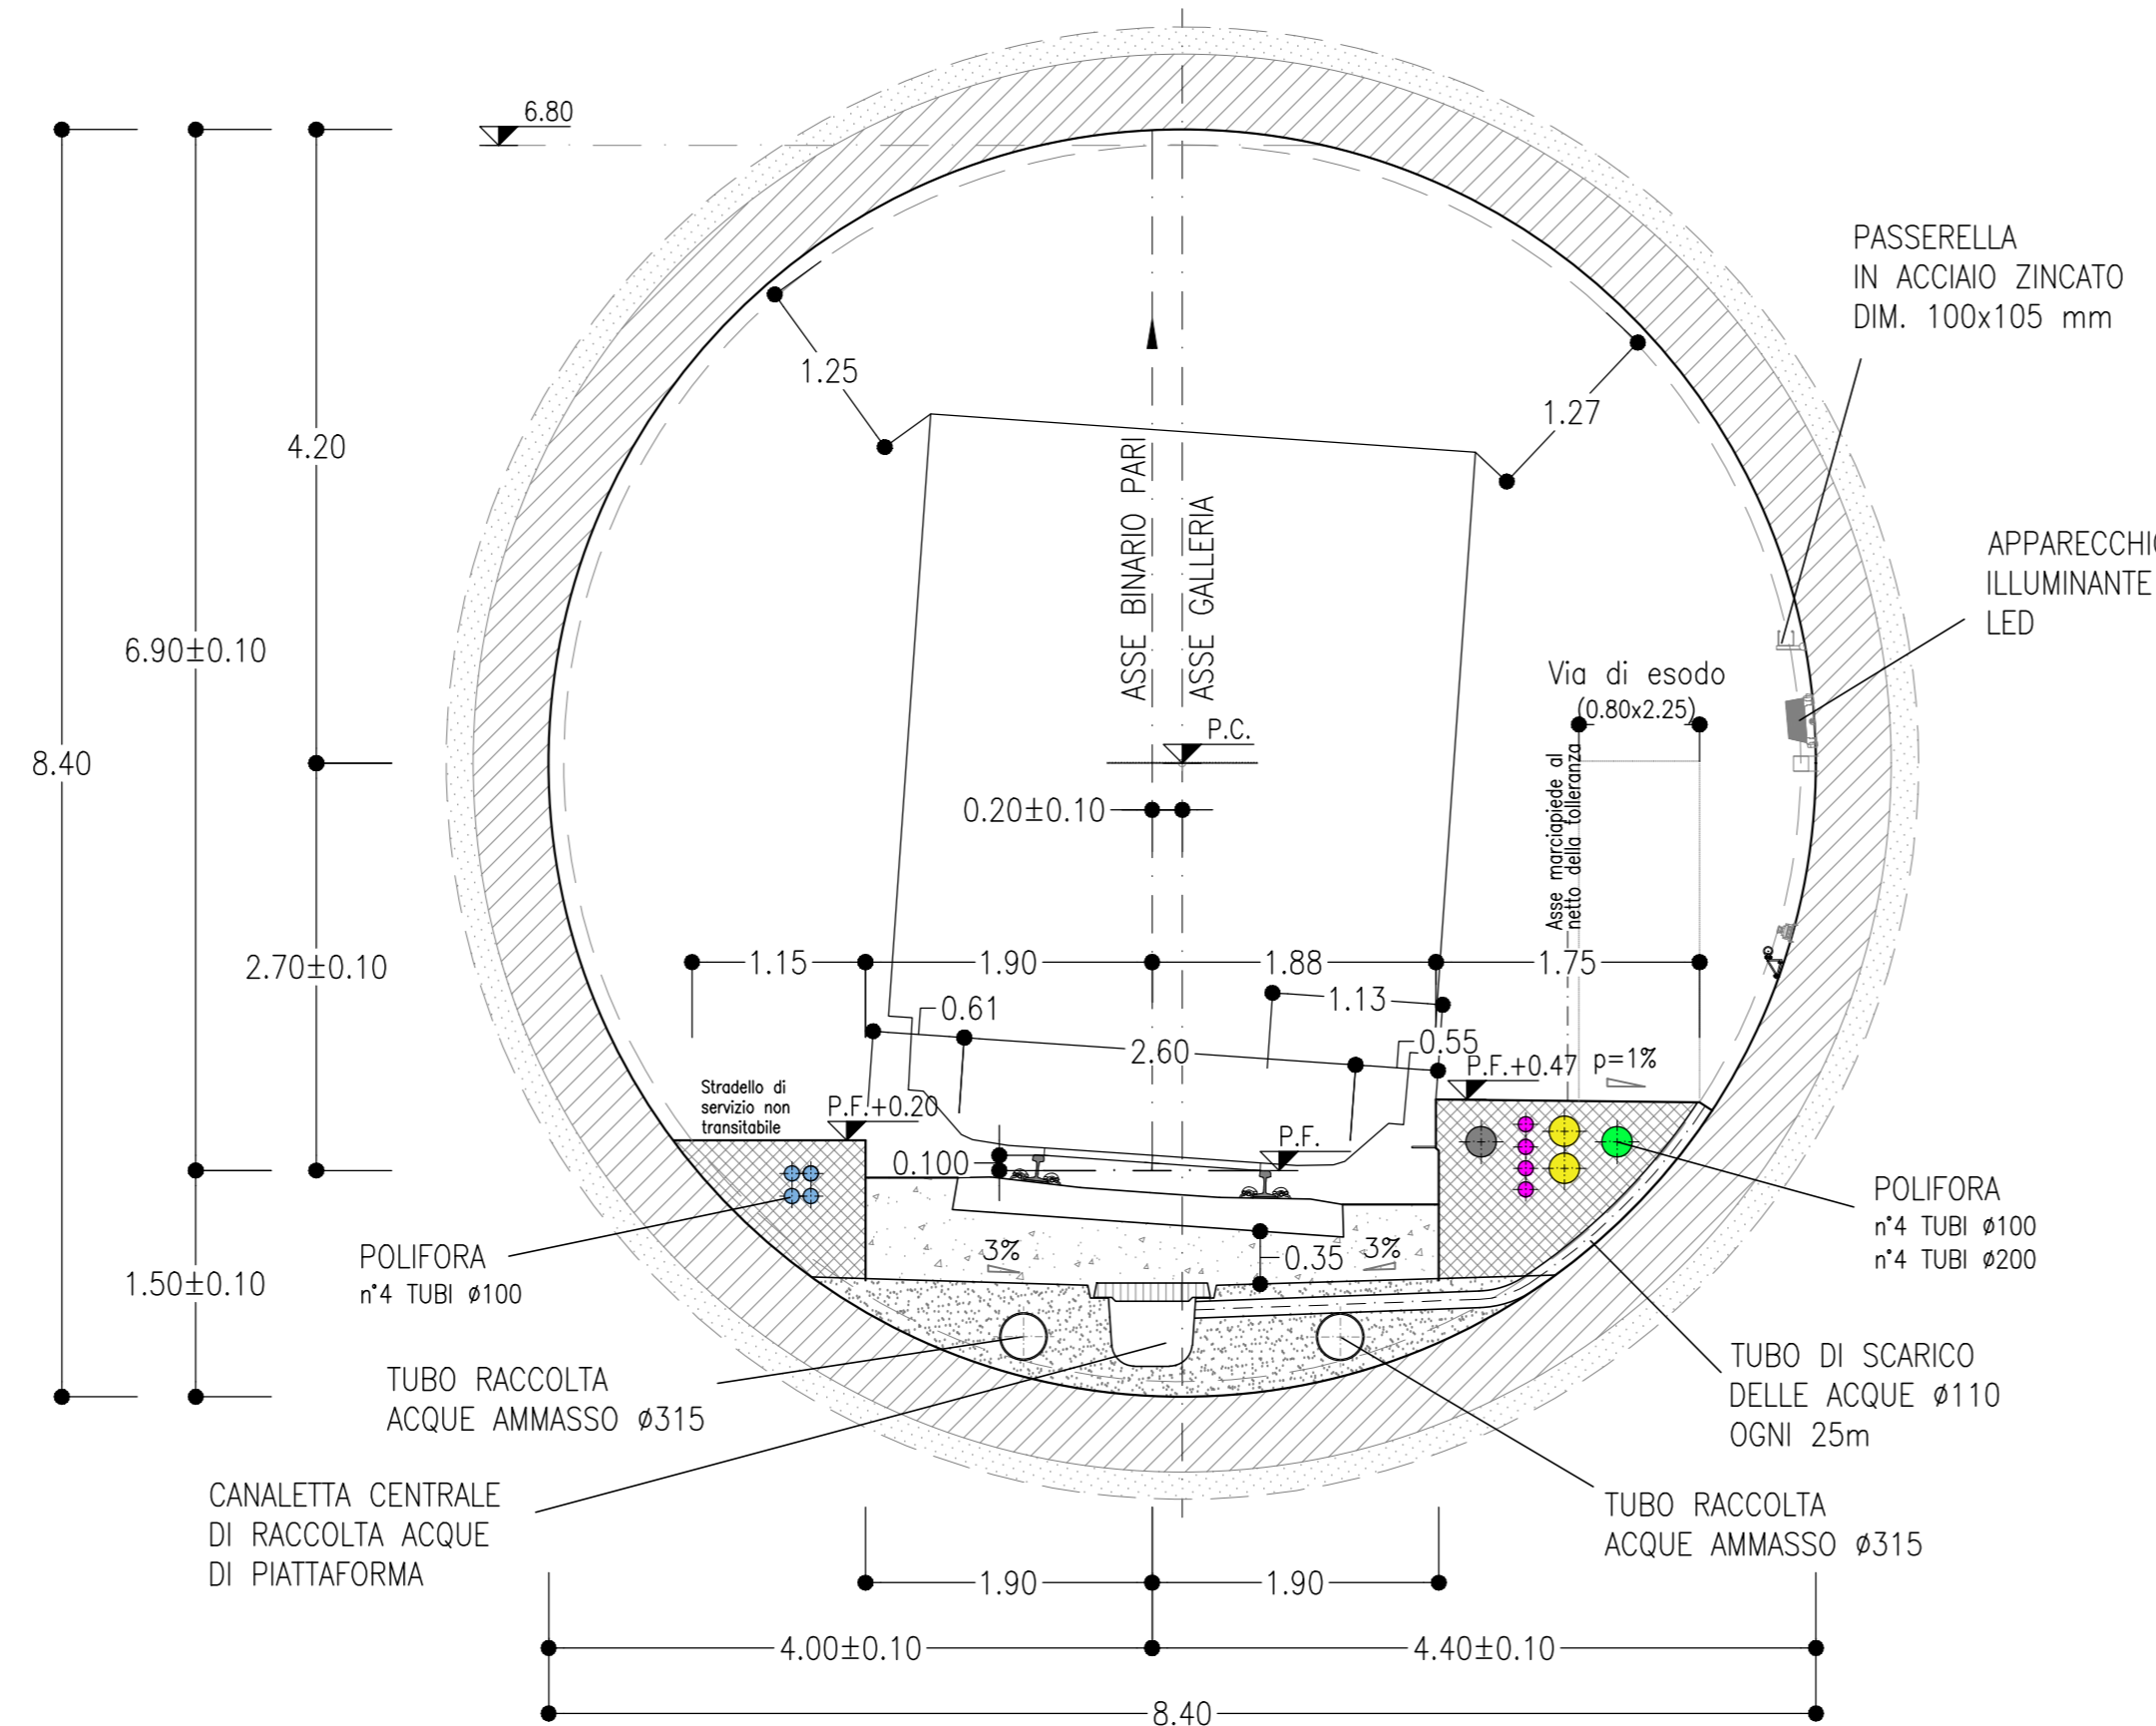 6.80
PASSERELLA
IN ACCIAIO ZINCATO
DIM. 100x105 mm
1.25
1.27
4.20
ASSE BINARIO PARI
ASSE GALLERIA
APPARECCHIO
ILLUMINANTE
LED
6.90±0.10
Via di esodo
(0.80x2.25)
8.40
P.C.
0.20±0.10
Asse marciapiede al
netto della tolleranza
2.70±0.10
1.15
1.90
1.88
1.75
1.13
0.61
2.60
0.55
P.F.+0.47
p=1%
Stradello di
servizio non
transitabile
P.F.+0.20
P.F.
0.100
POLIFORA
n°4 TUBI ø100
n°4 TUBI ø200
POLIFORA
n°4 TUBI ø100
3%
0.35
3%
1.50±0.10
TUBO RACCOLTA
ACQUE AMMASSO ø315
TUBO DI SCARICO
DELLE ACQUE ø110
OGNI 25m
CANALETTA CENTRALE
DI RACCOLTA ACQUE
DI PIATTAFORMA
TUBO RACCOLTA
ACQUE AMMASSO ø315
1.90
1.90
4.00±0.10
4.40±0.10
8.40